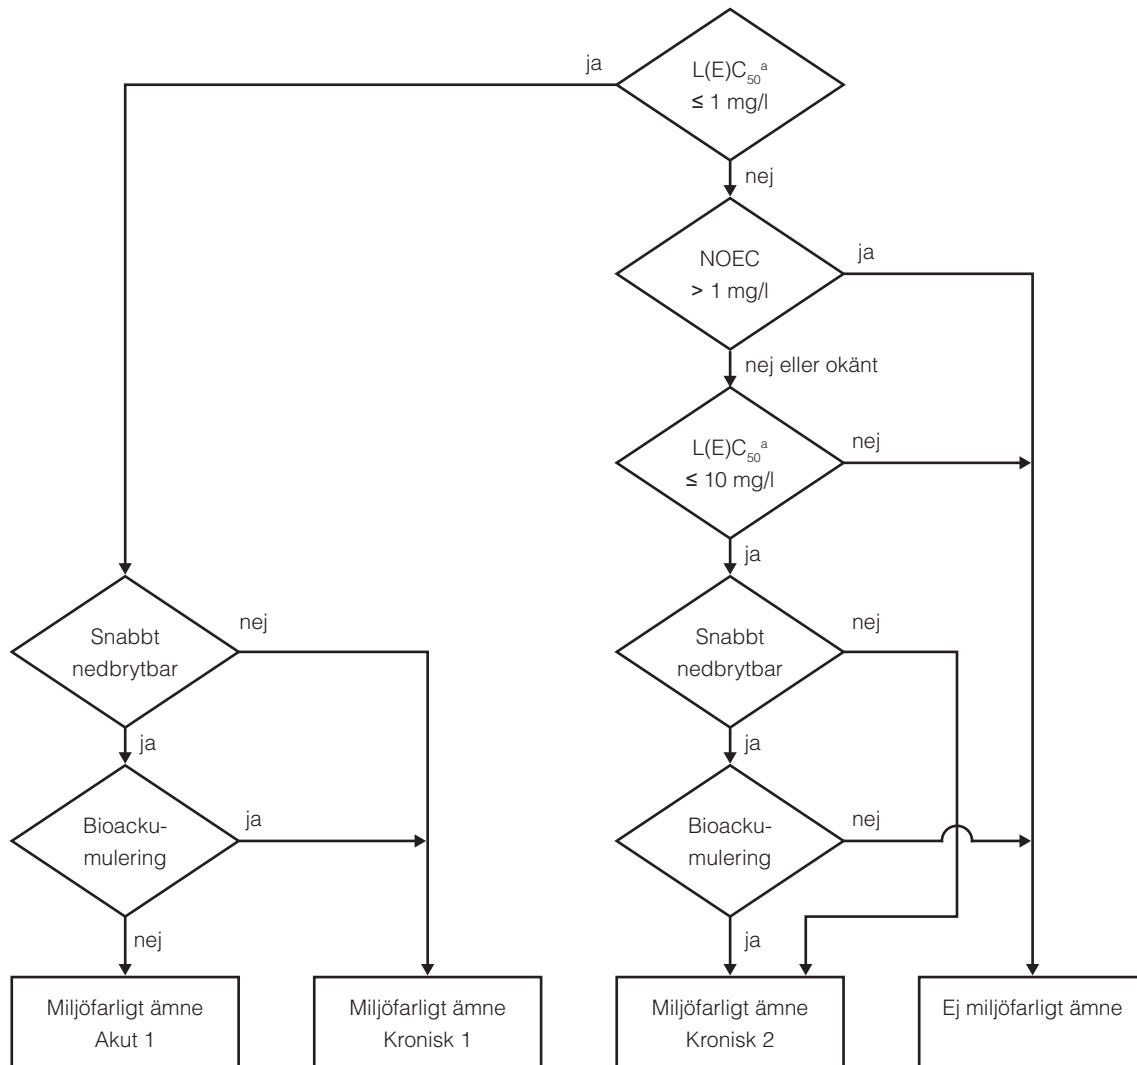 ja
L(E)C₅₀ᵃ
≤ 1 mg/l
nej
NOEC
> 1 mg/l
ja
nej eller okänt
L(E)C₅₀ᵃ
≤ 10 mg/l
nej
ja
Snabbt
nedbrytbar
nej
Snabbt
nedbrytbar
nej
ja
ja
Bioacku-
mulering
ja
Bioacku-
mulering
nej
nej
ja
Miljöfarligt ämne
Akut 1
Miljöfarligt ämne
Kronisk 1
Miljöfarligt ämne
Kronisk 2
Ej miljöfarligt ämne